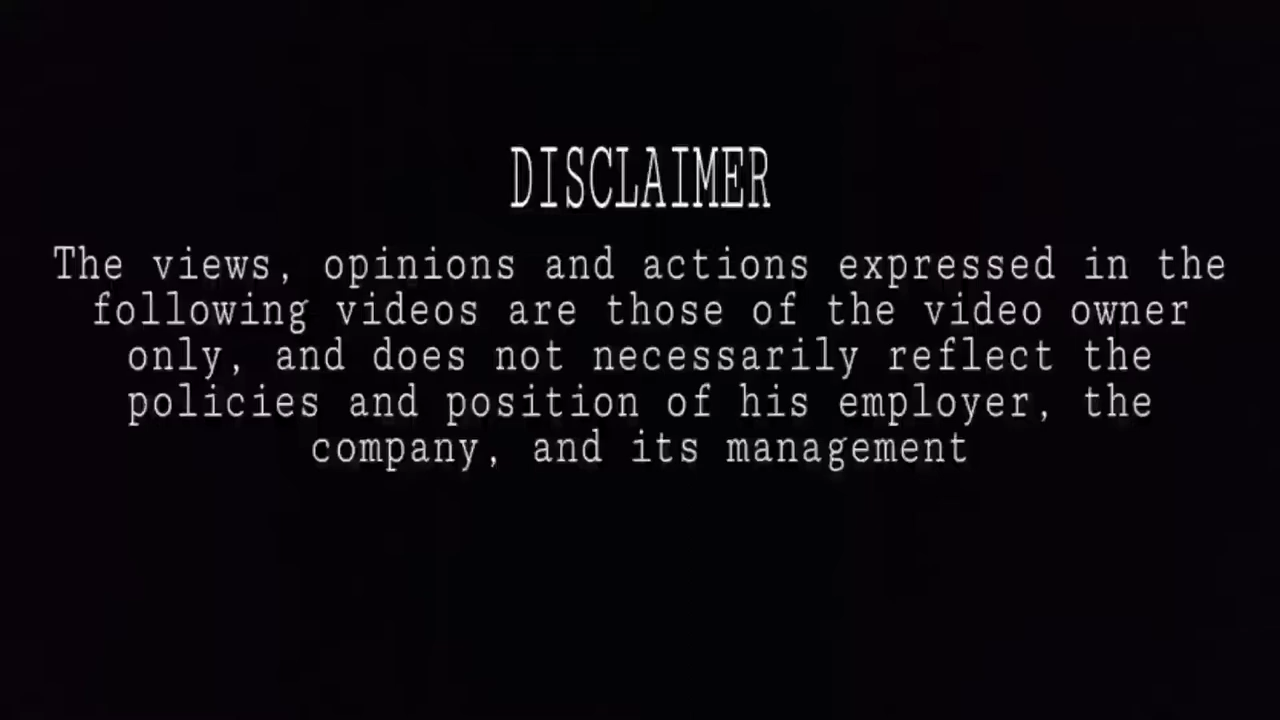 DISCLAIMER
The views, opinions and actions expressed in the
following videos are those of the video owner
only, and does not necessarily reflect the
policies and position of his employer, the
company, and its management